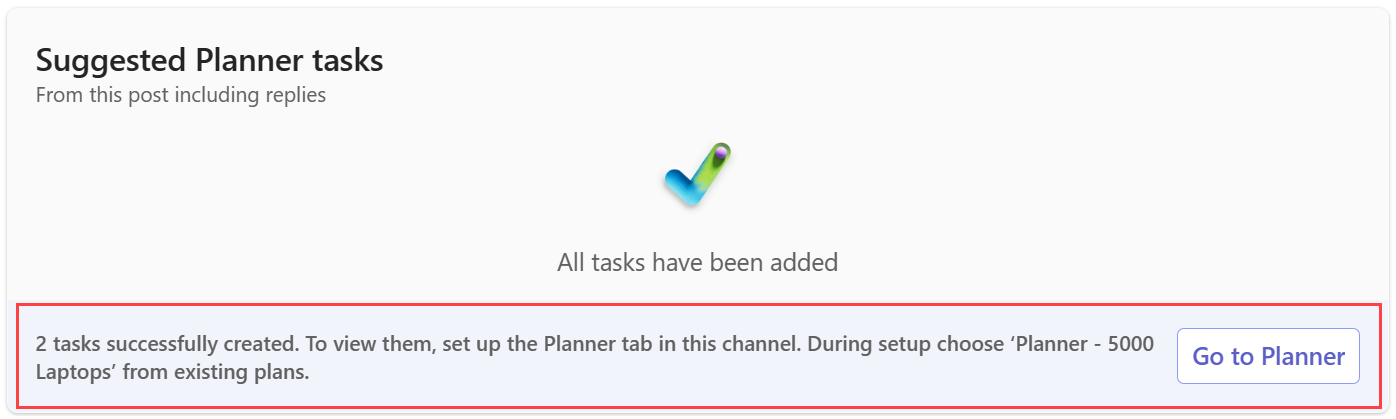 Suggested Planner tasks
From this post including replies
All tasks have been added
2 tasks successfully created. To view them, set up the Planner tab in this channel. During setup choose ‘Planner - 5000
Laptops’ from existing plans.
Go to Planner